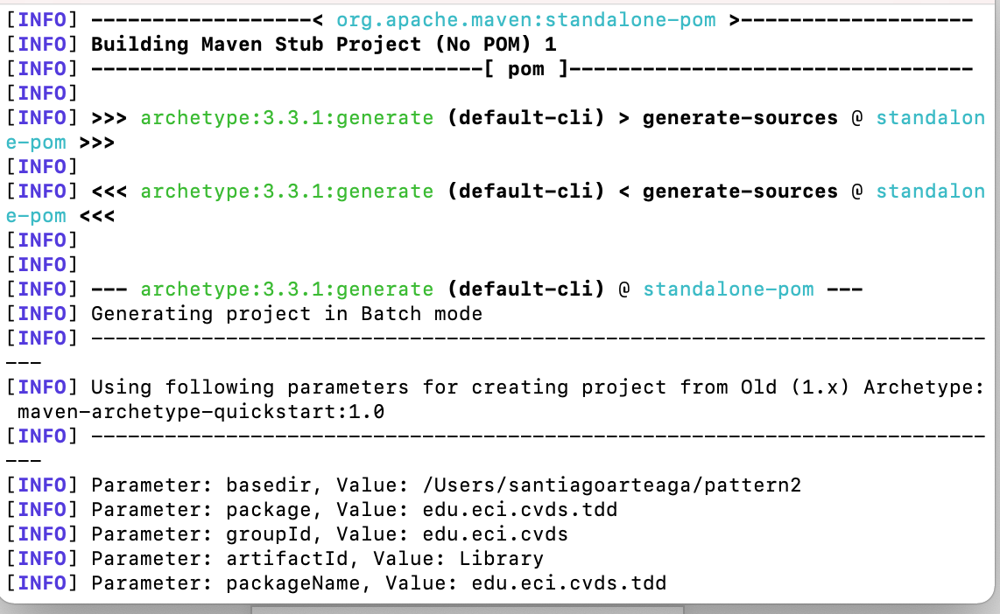 [INFO] ------------------< org.apache.maven:standalone-pom >-------------------
[INFO] Building Maven Stub Project (No POM) 1
[INFO] --------------------------------[ pom ]---------------------------------
[INFO]
[INFO] >>> archetype:3.3.1:generate (default-cli) > generate-sources @ standalon
e-pom >>>
[INFO]
[INFO] <<< archetype:3.3.1:generate (default-cli) < generate-sources @ standalon
e-pom <<<
[INFO]
[INFO]
[INFO] --- archetype:3.3.1:generate (default-cli) @ standalone-pom ---
[INFO] Generating project in Batch mode
[INFO] -------------------------------------------------------------------------
---
[INFO] Using following parameters for creating project from Old (1.x) Archetype:
 maven-archetype-quickstart:1.0
[INFO] -------------------------------------------------------------------------
---
[INFO] Parameter: basedir, Value: /Users/santiagoarteaga/pattern2
[INFO] Parameter: package, Value: edu.eci.cvds.tdd
[INFO] Parameter: groupId, Value: edu.eci.cvds
[INFO] Parameter: artifactId, Value: Library
[INFO] Parameter: packageName, Value: edu.eci.cvds.tdd